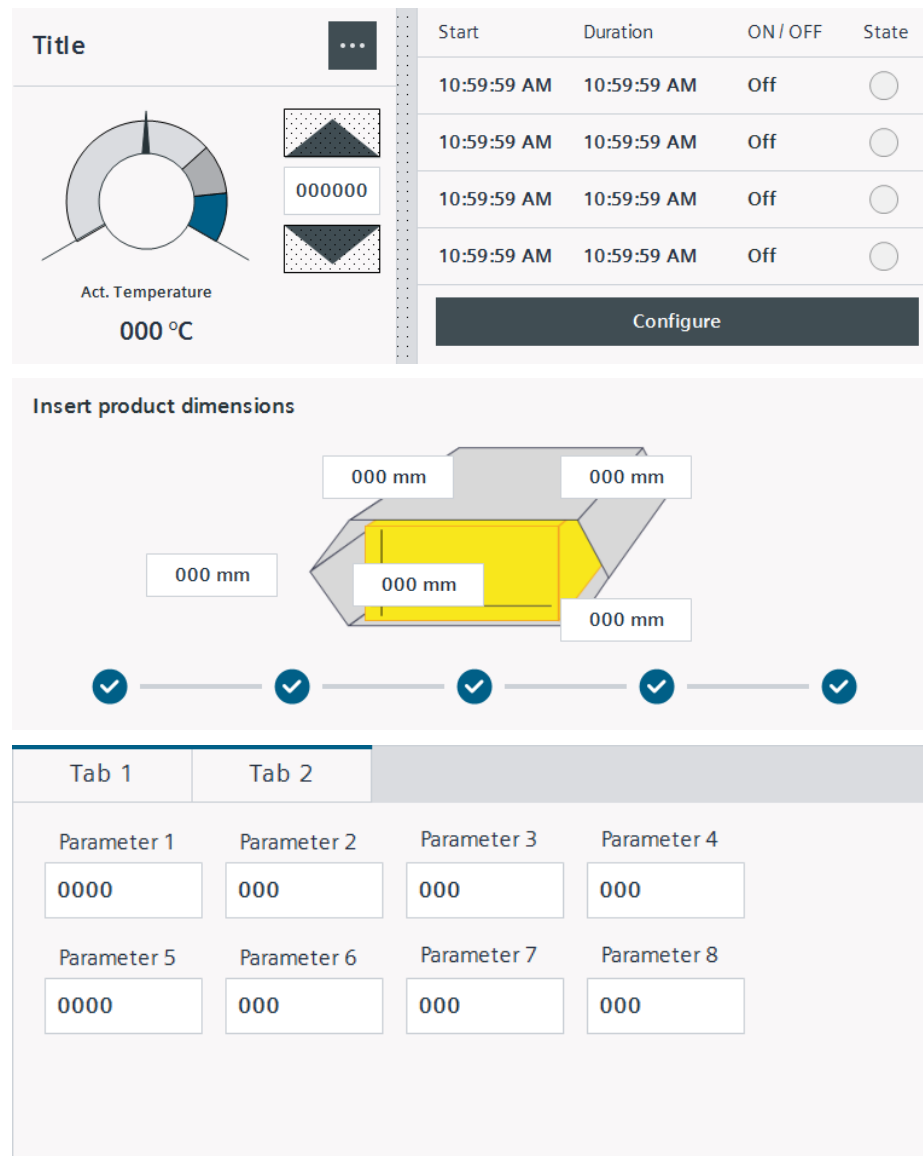 Title
...
000000
Act. Temperature
000 °C
Start Duration ON / OFF State
10:59:59 AM 10:59:59 AM Off
10:59:59 AM 10:59:59 AM Off
10:59:59 AM 10:59:59 AM Off
10:59:59 AM 10:59:59 AM Off
Configure
Insert product dimensions
000 mm 000 mm
000 mm
000 mm
000 mm
Tab 1 Tab 2
Parameter 1 Parameter 2 Parameter 3 Parameter 4
0000 000 000 000
Parameter 5 Parameter 6 Parameter 7 Parameter 8
0000 000 000 000